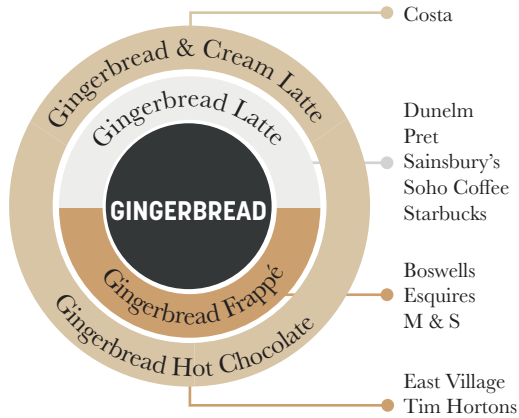 Gingerbread & Cream Latte
Gingerbread Latte
GINGERBREAD
Gingerbread Frappé
Gingerbread Hot Chocolate
Costa
Dunelm
Pret
Sainsbury’s
Soho Coffee
Starbucks
Boswells
Esquires
M & S
East Village
Tim Hortons